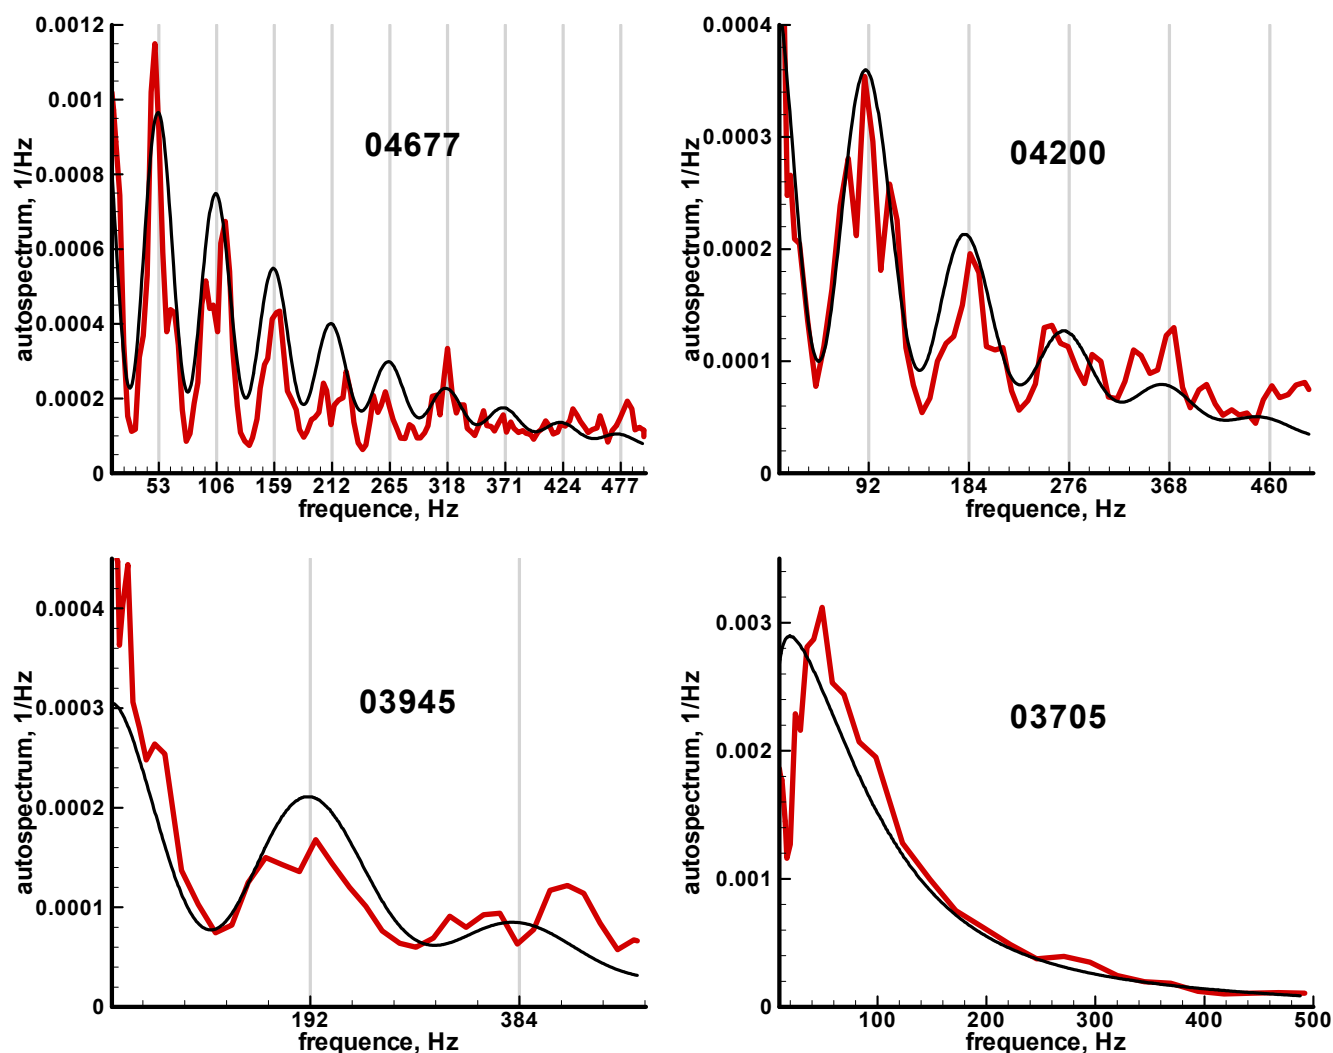 0.0012
0.001
0.0008
0.0006
0.0004
0.0002
0
autospectrum, 1/Hz
04677
53 106 159 212 265 318 371 424 477
frequence, Hz
0.0004
0.0003
0.0002
0.0001
0
autospectrum, 1/Hz
04200
92 184 276 368 460
frequence, Hz
0.0004
0.0003
0.0002
0.0001
0
autospectrum, 1/Hz
03945
192 384
frequence, Hz
0.003
0.002
0.001
0
autospectrum, 1/Hz
03705
100 200 300 400 500
frequence, Hz